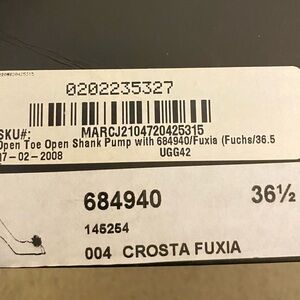 0202235327
SKU#: MARCJ2104720425315
Open Toe Open Shank Pump with 684940/Fuxia (Fuchs/36.5
17-02-2008 UGG42
684940 36½
145254
004 CROSTA FUXIA